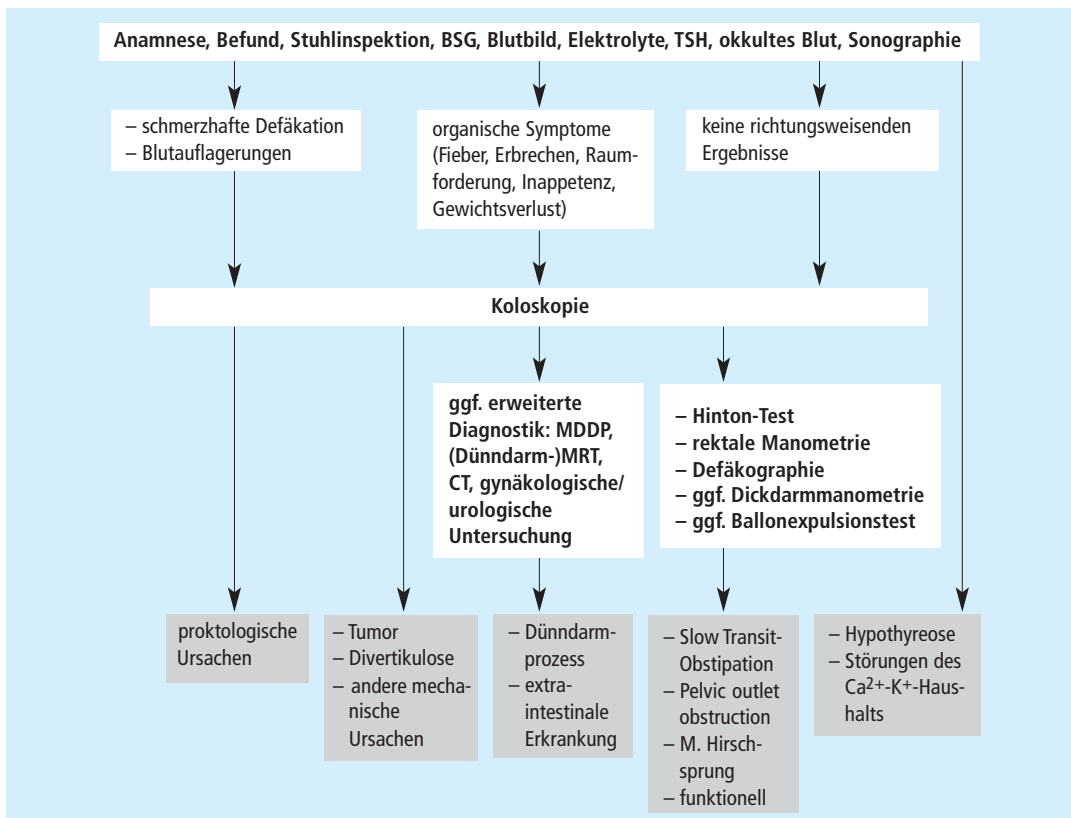 Anamnese, Befund, Stuhlinspektion, BSG, Blutbild, Elektrolyte, TSH, okkultes Blut, Sonographie
– schmerzhafte Defäkation
– Blutauflagerungen
organische Symptome
(Fieber, Erbrechen, Raum-
forderung, Inappetenz,
Gewichtsverlust)
keine richtungsweisenden
Ergebnisse
Koloskopie
ggf. erweiterte
Diagnostik: MDDP,
(Dünndarm-)MRT,
CT, gynäkologische/
urologische
Untersuchung
– Hinton-Test
– rektale Manometrie
– Defäkographie
– ggf. Dickdarmmanometrie
– ggf. Ballonexpulsionstest
proktologische
Ursachen
– Tumor
– Divertikulose
– andere mecha-
nische
Ursachen
– Dünndarm-
prozess
– extra-
intestinale
Erkrankung
– Slow Transit-
Obstipation
– Pelvic outlet
obstruction
– M. Hirsch-
sprung
– funktionell
– Hypothyreose
– Störungen des
Ca2+-K+-Haus-
halts